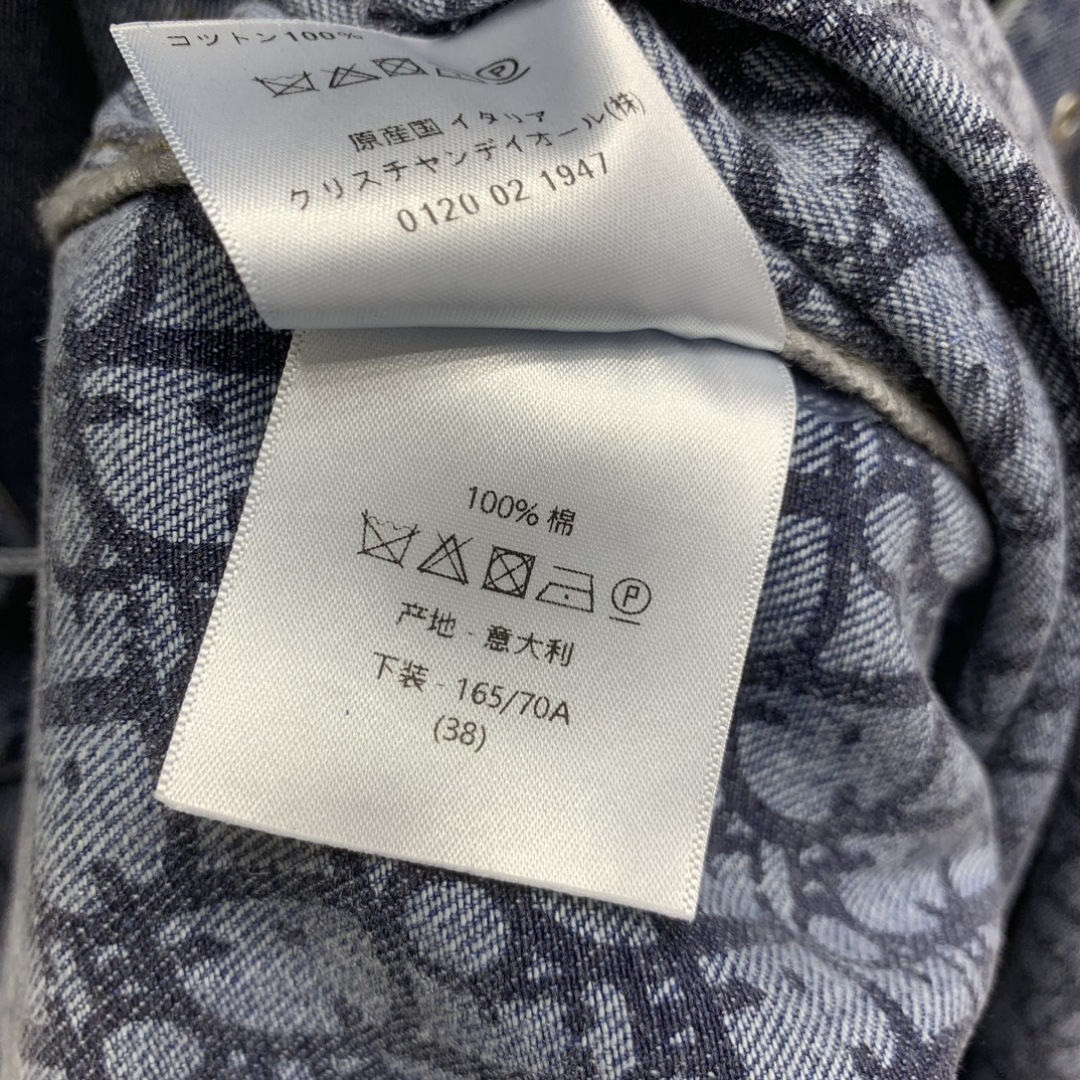 コットン100%
P
原産国 イタリア
クリスチャンディオール(株)
0120 02 1947
100% 棉
P
产地 - 意大利
下装 - 165/70A
(38)